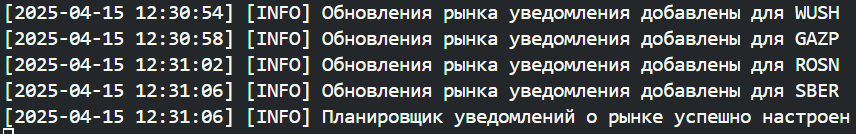 [2025-04-15 12:30:54] [INFO] Обновления рынка уведомления добавлены для WUSH
[2025-04-15 12:30:58] [INFO] Обновления рынка уведомления добавлены для GAZP
[2025-04-15 12:31:02] [INFO] Обновления рынка уведомления добавлены для ROSN
[2025-04-15 12:31:06] [INFO] Обновления рынка уведомления добавлены для SBER
[2025-04-15 12:31:06] [INFO] Планировщик уведомлений о рынке успешно настроен